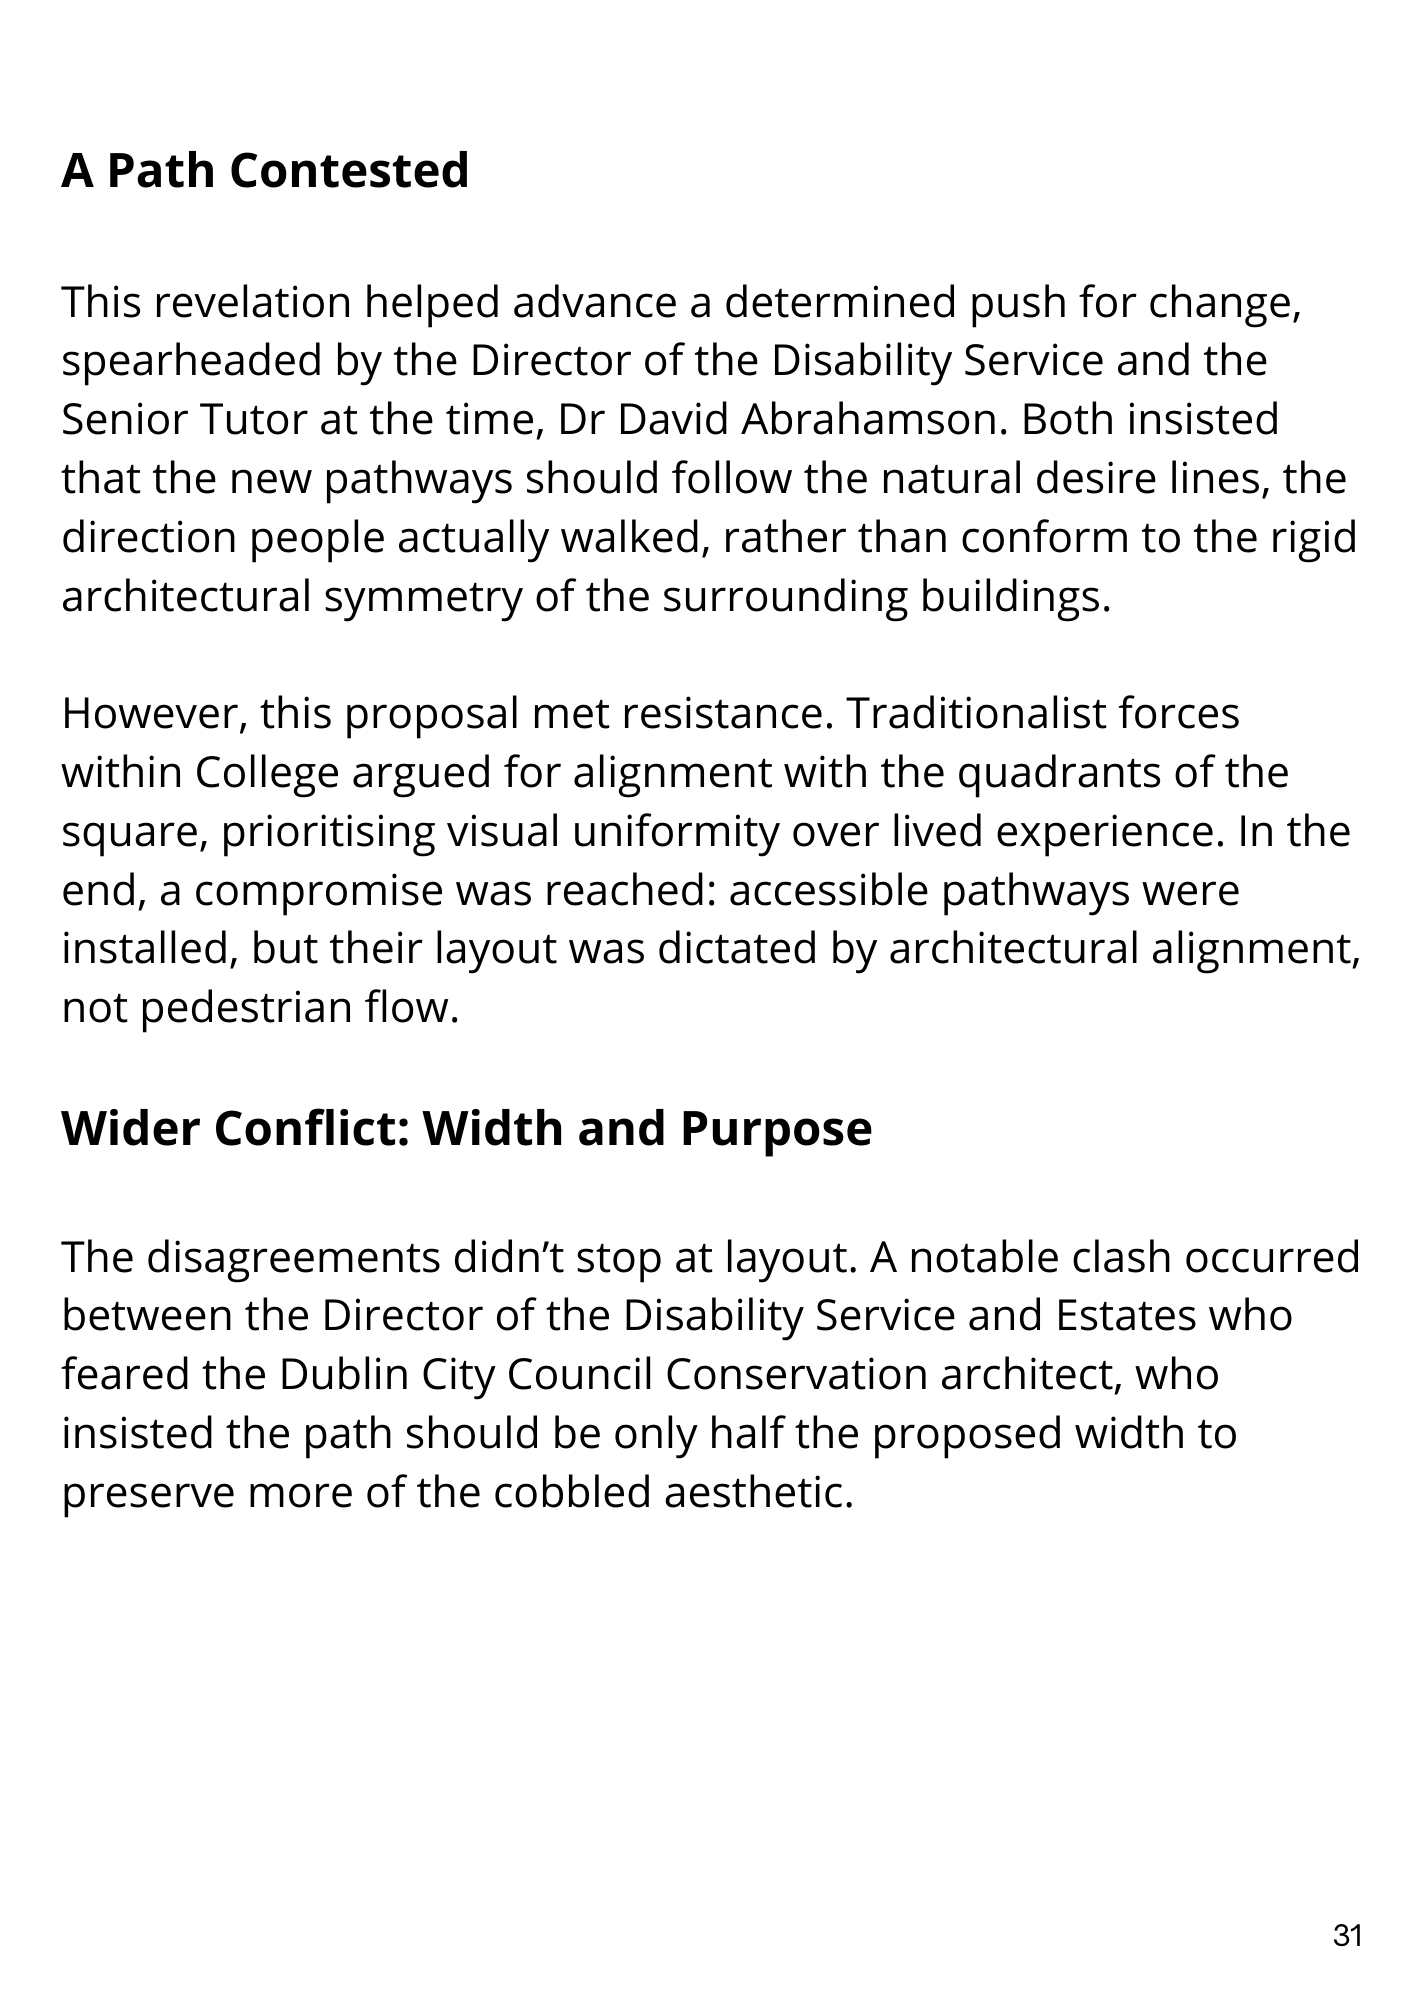 A Path Contested
This revelation helped advance a determined push for change,
spearheaded by the Director of the Disability Service and the
Senior Tutor at the time, Dr David Abrahamson. Both insisted
that the new pathways should follow the natural desire lines, the
direction people actually walked, rather than conform to the rigid
architectural symmetry of the surrounding buildings.
However, this proposal met resistance. Traditionalist forces
within College argued for alignment with the quadrants of the
square, prioritising visual uniformity over lived experience. In the
end, a compromise was reached: accessible pathways were
installed, but their layout was dictated by architectural alignment,
not pedestrian flow.
Wider Conflict: Width and Purpose
The disagreements didn’t stop at layout. A notable clash occurred
between the Director of the Disability Service and Estates who
feared the Dublin City Council Conservation architect, who
insisted the path should be only half the proposed width to
preserve more of the cobbled aesthetic.
31